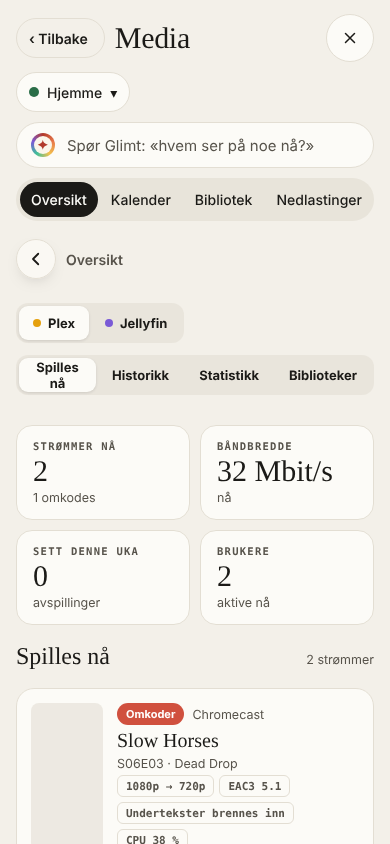 ‹ Tilbake
Media
Hjemme ▾
Spør Glimt: «hvem ser på noe nå?»
Oversikt Kalender Bibliotek Nedlastinger
Oversikt
Plex Jellyfin
Spilles nå Historikk Statistikk Biblioteker
STRØMMER NÅ
2
1 omkodes
BÅNDBREDDE
32 Mbit/s
nå
SETT DENNE UKA
0
avspillinger
BRUKERE
2
aktive nå
Spilles nå
2 strømmer
Omkoder Chromecast
Slow Horses
S06E03 · Dead Drop
1080p → 720p EAC3 5.1
Undertekster brennes inn
CPU 38 %